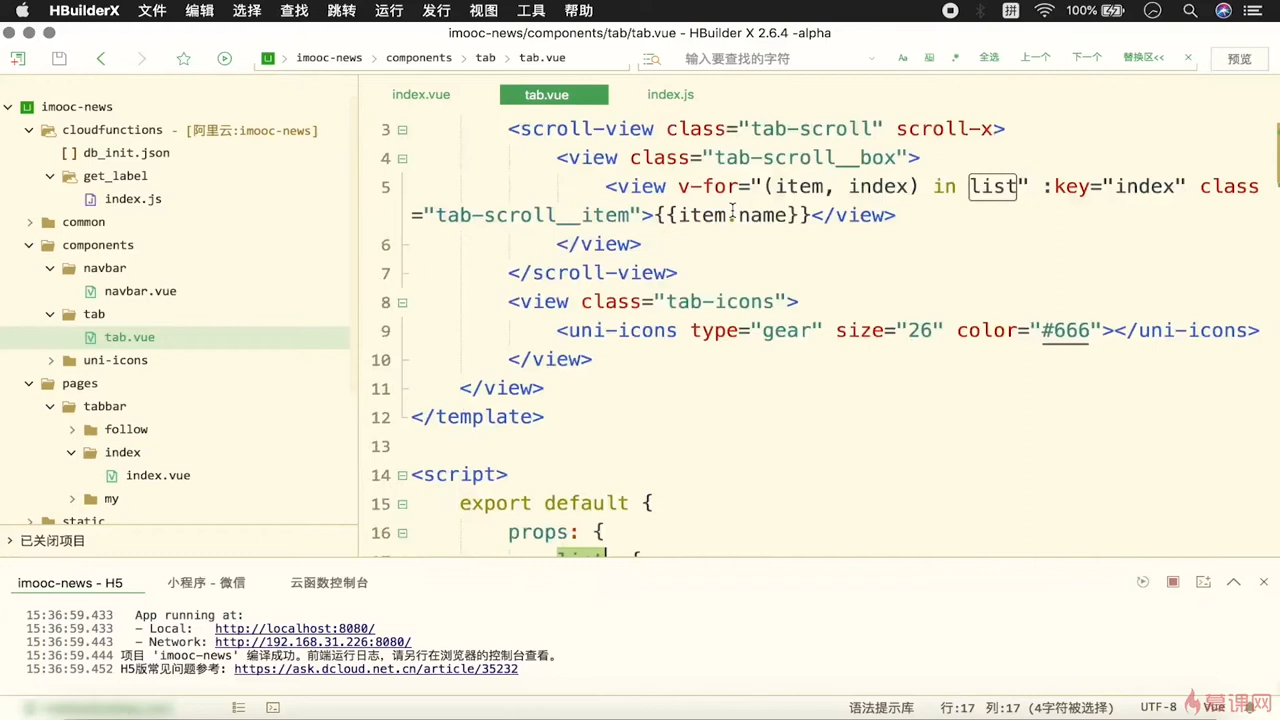 HBuilderX 文件 编辑 选择 查找 跳转 运行 发行 视图 工具 帮助 拼 100%
imooc-news/components/tab/tab.vue - HBuilder X 2.6.4 -alpha
imooc-news components tab tab.vue 输入要查找的字符 Aa .* 全选 上一个 下一个 替换区<< 预览
imooc-news
cloudfunctions - [阿里云:imooc-news]
[] db_init.json
get_label
index.js
common
components
navbar
navbar.vue
tab
tab.vue
uni-icons
pages
tabbar
follow
index
index.vue
my
static
已关闭项目
index.vue tab.vue index.js
3 <scroll-view class="tab-scroll" scroll-x>
4 <view class="tab-scroll__box">
5 <view v-for="(item, index) in list" :key="index" class
="tab-scroll__item">{{item.name}}</view>
6 </view>
7 </scroll-view>
8 <view class="tab-icons">
9 <uni-icons type="gear" size="26" color="#666"></uni-icons>
10 </view>
11 </view>
12 </template>
13
14 <script>
15 export default {
16 props: {
imooc-news - H5 小程序 - 微信 云函数控制台
15:36:59.433 App running at:
15:36:59.433 - Local: http://localhost:8080/
15:36:59.443 - Network: http://192.168.31.226:8080/
15:36:59.444 项目 'imooc-news' 编译成功。前端运行日志，请另行在浏览器的控制台查看。
15:36:59.452 H5版常见问题参考: https://ask.dcloud.net.cn/article/35232
语法提示库 行:17 列:17 (4字符被选择) UTF-8 Vue
慕课网